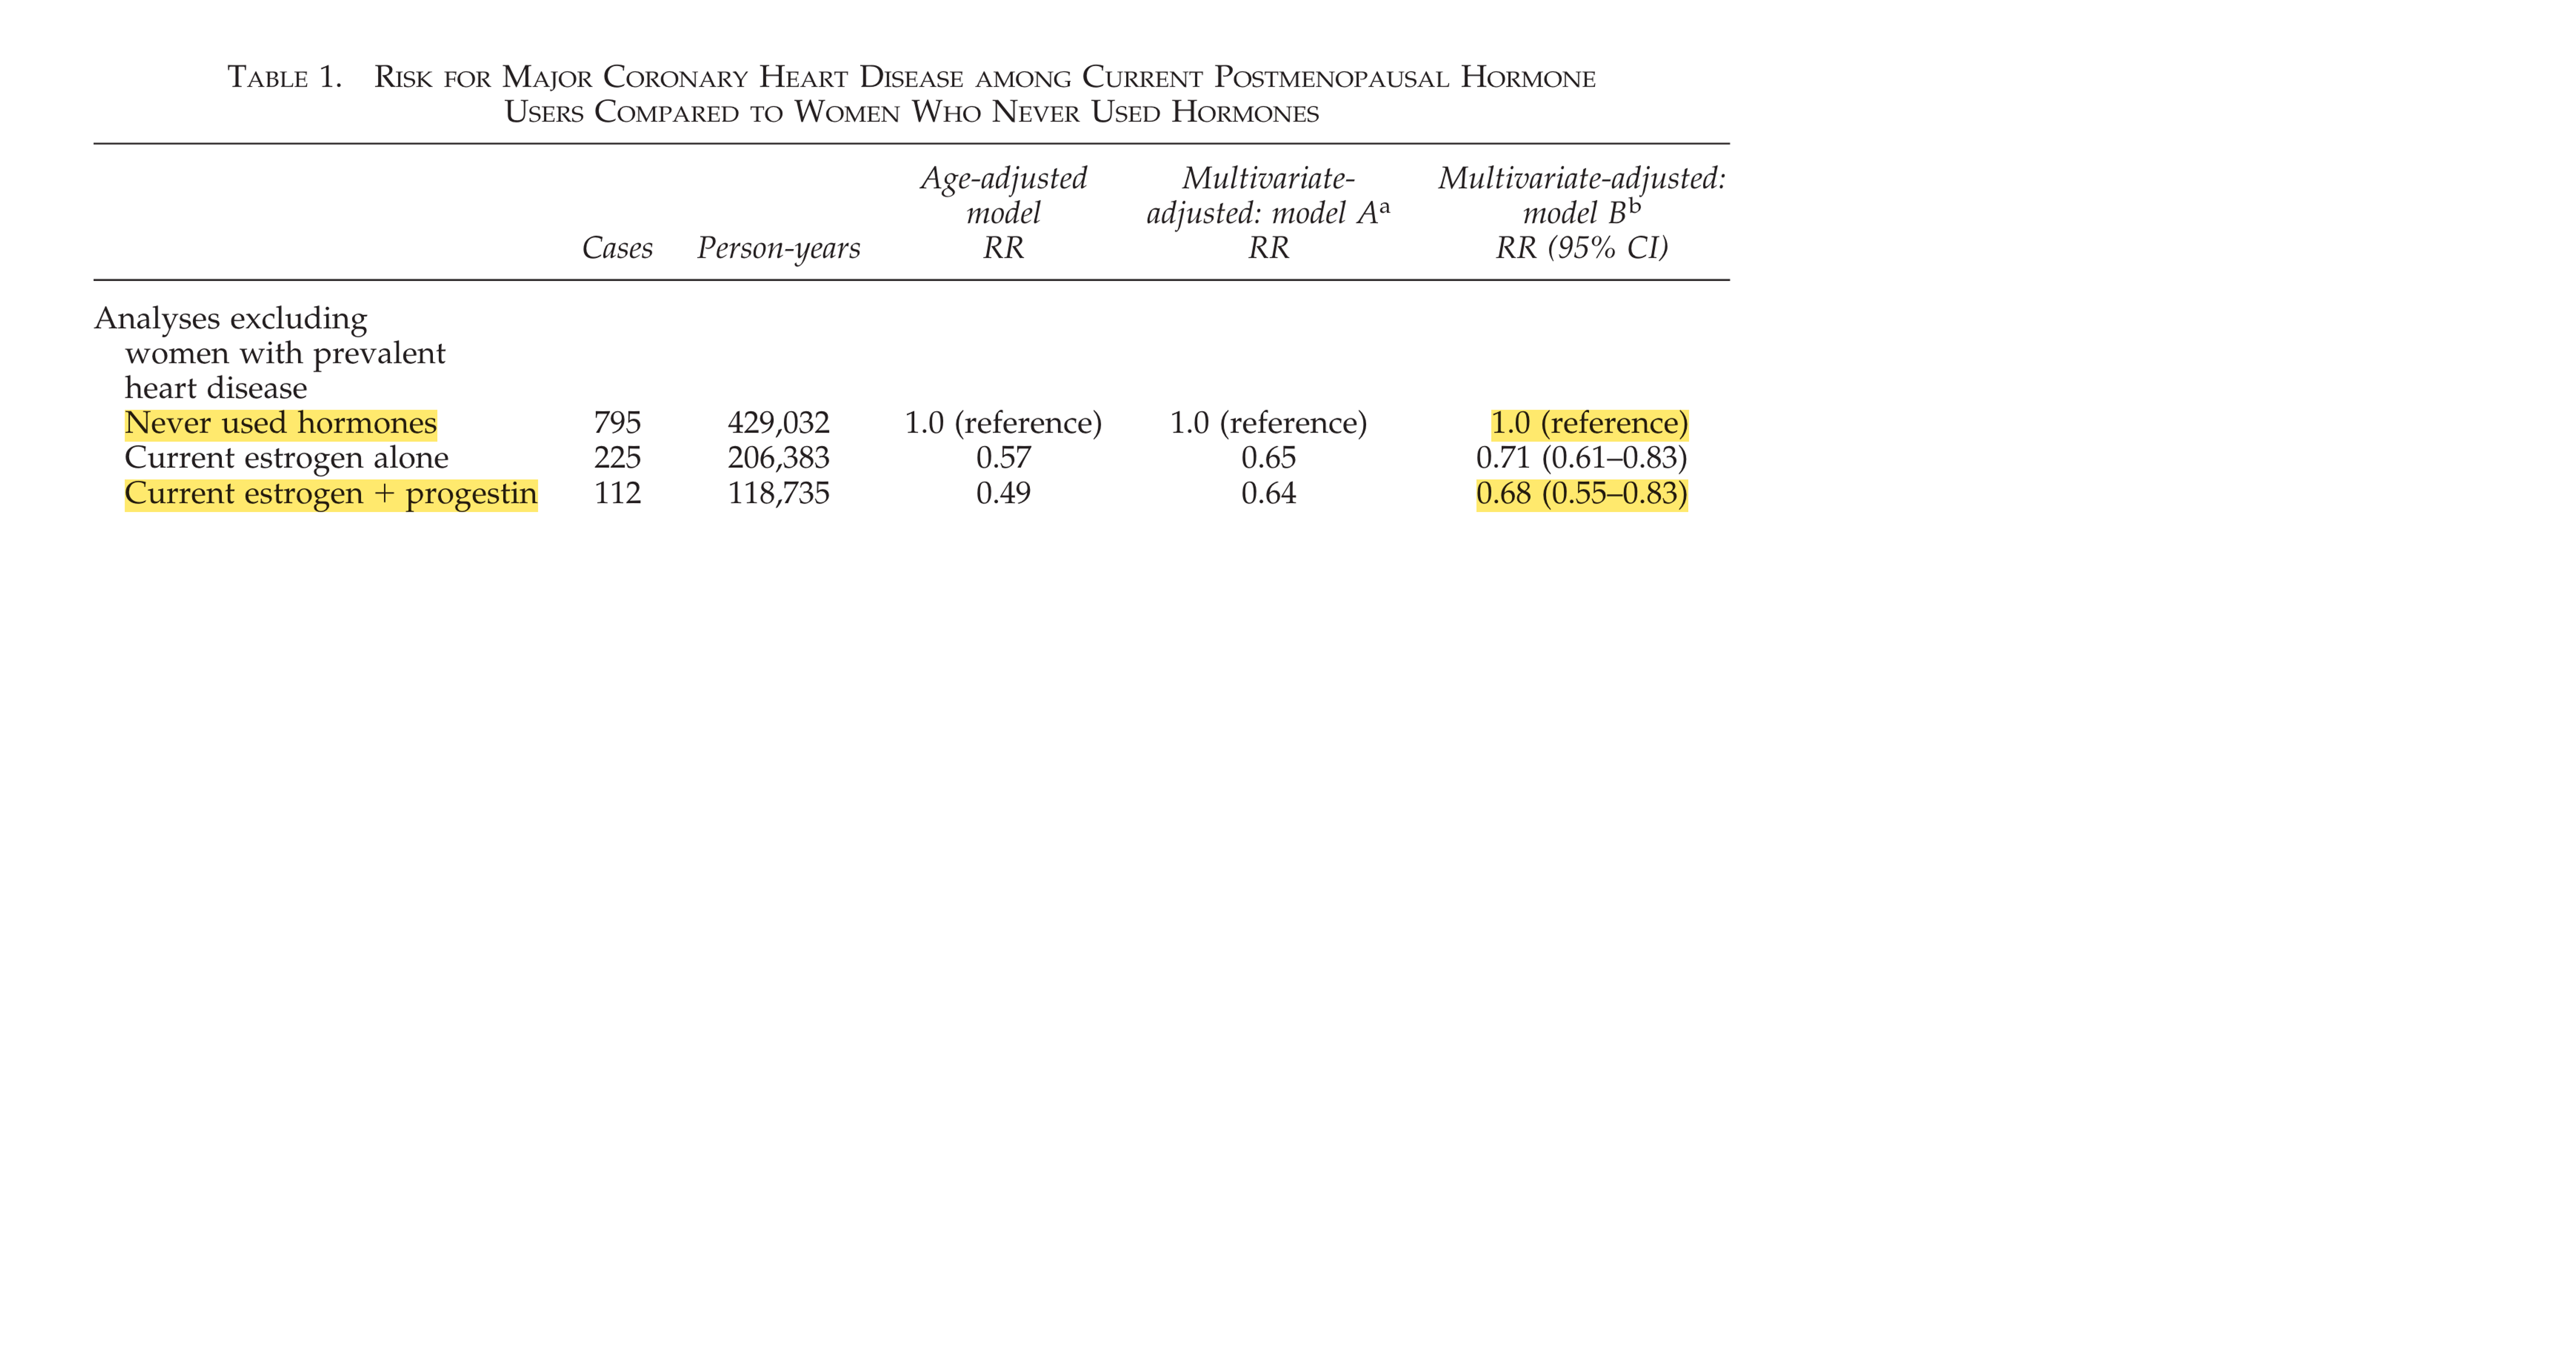 TABLE 1. RISK FOR MAJOR CORONARY HEART DISEASE AMONG CURRENT POSTMENOPAUSAL HORMONE
USERS COMPARED TO WOMEN WHO NEVER USED HORMONES
Age-adjusted Multivariate- Multivariate-adjusted:
model adjusted: model Aᵃ model Bᵇ
Cases Person-years RR RR RR (95% CI)
Analyses excluding
women with prevalent
heart disease
Never used hormones 795 429,032 1.0 (reference) 1.0 (reference) 1.0 (reference)
Current estrogen alone 225 206,383 0.57 0.65 0.71 (0.61–0.83)
Current estrogen + progestin 112 118,735 0.49 0.64 0.68 (0.55–0.83)